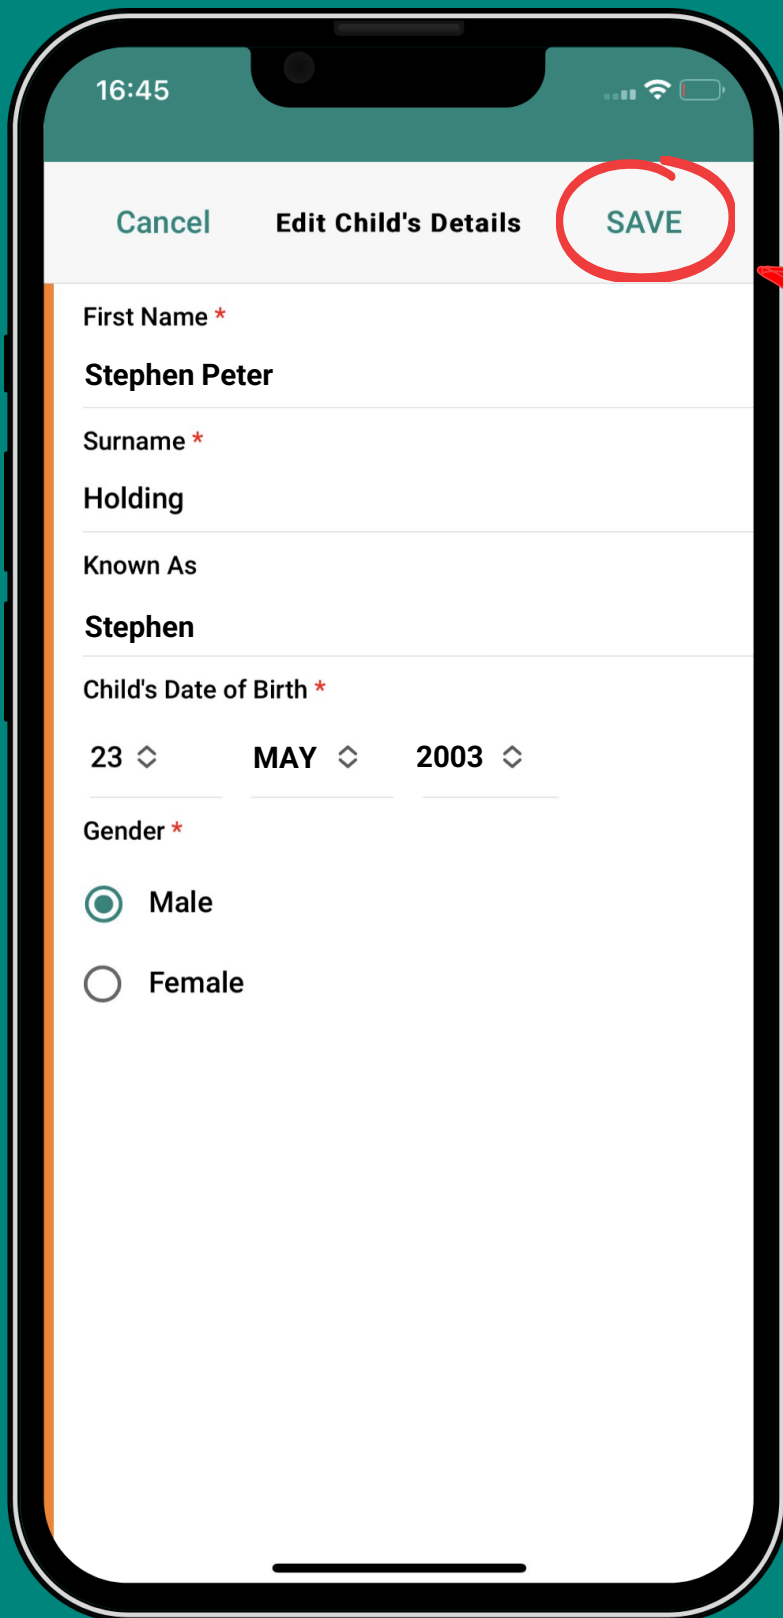 16:45
Cancel Edit Child's Details SAVE
First Name *
Stephen Peter
Surname *
Holding
Known As
Stephen
Child's Date of Birth *
23 MAY 2003
Gender *
Male
Female